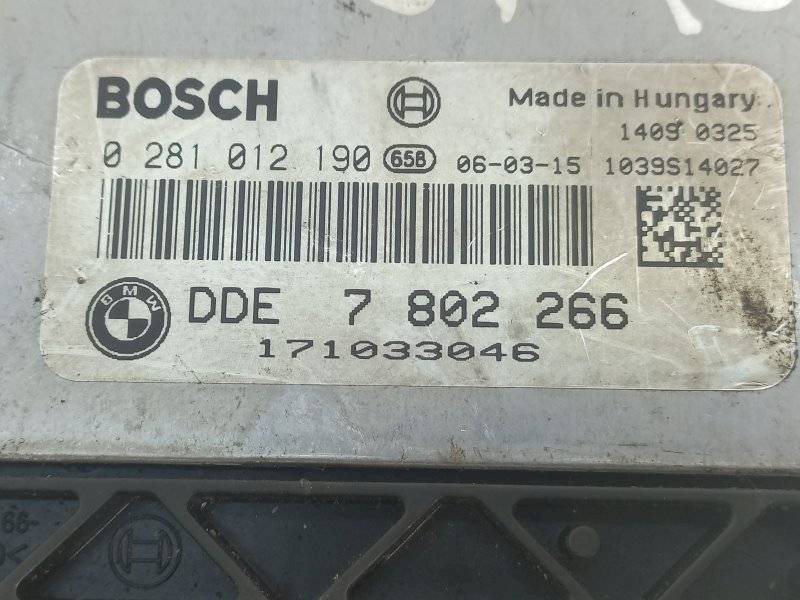 BOSCH
Made in Hungary
1409 0325
0 281 012 190 658 06-03-15 1039S14027
BMW
DDE 7 802 266
171033046